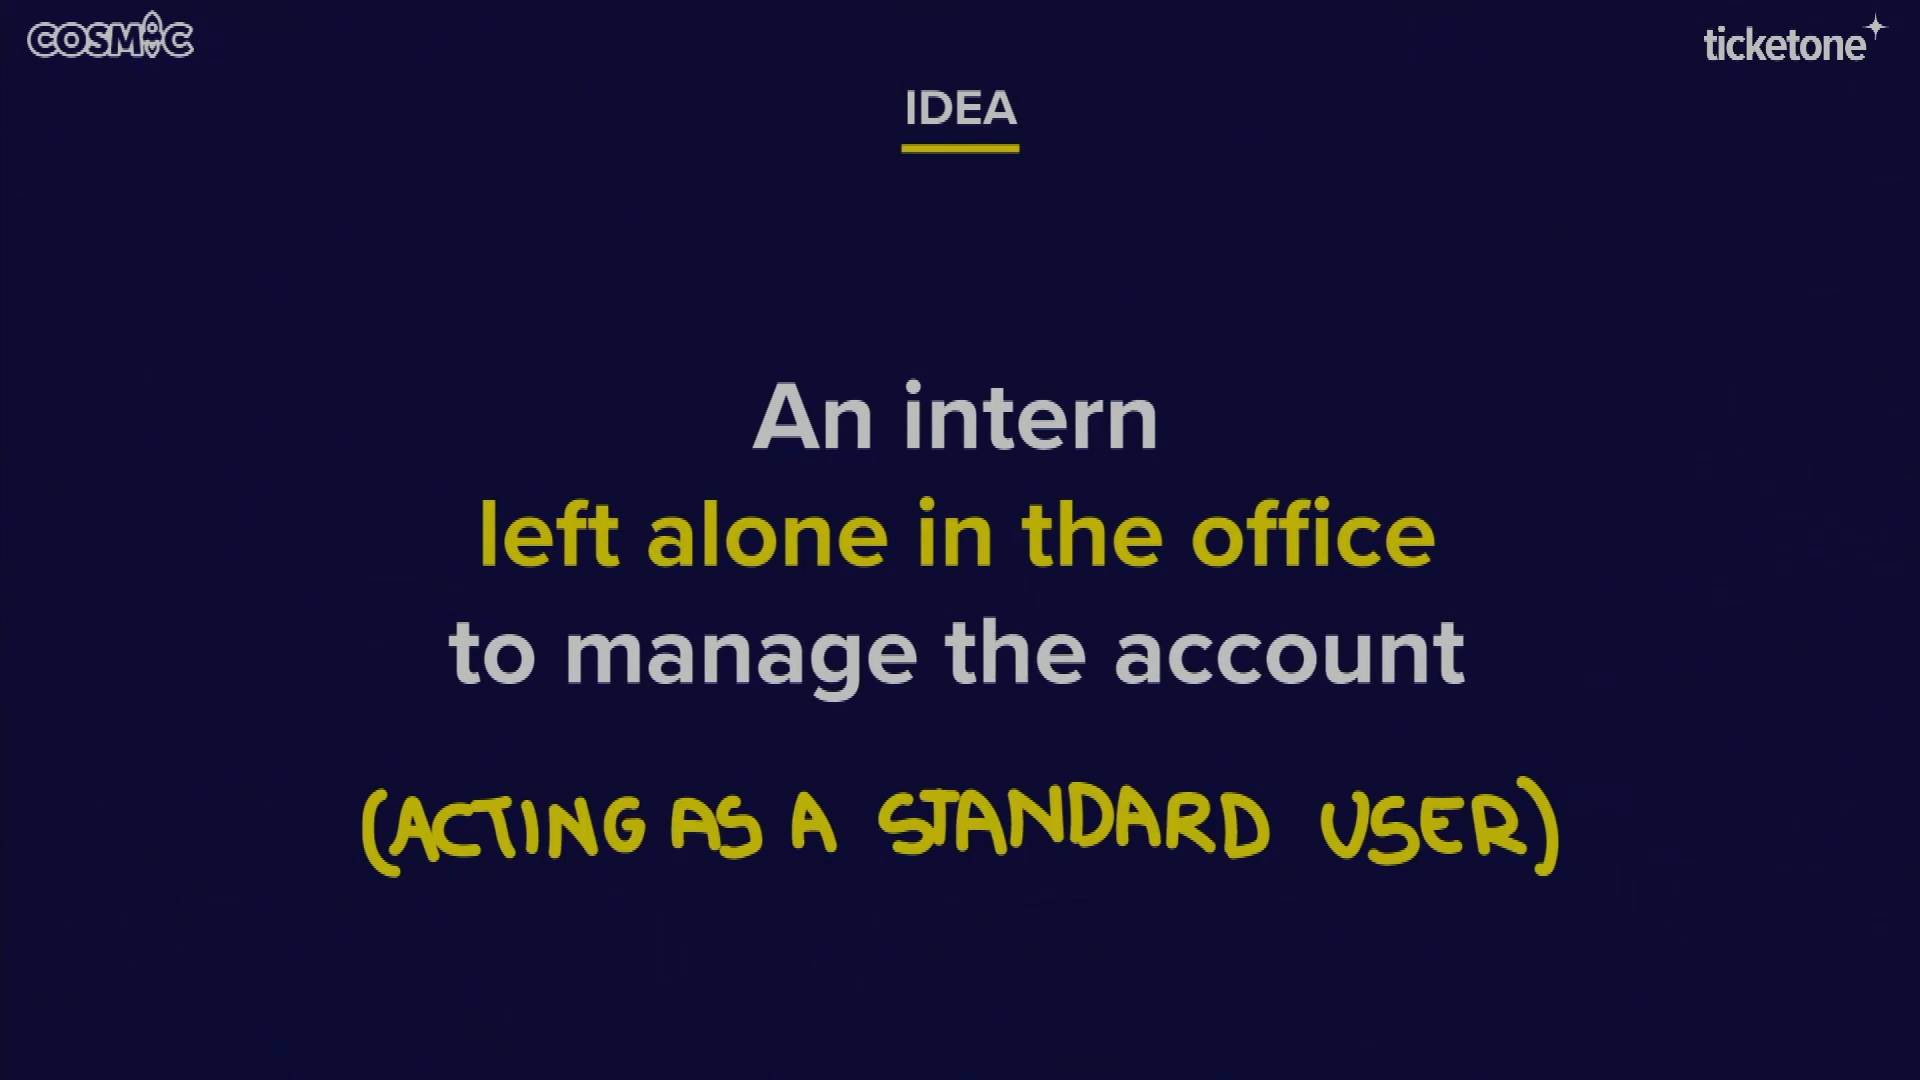 COSMIC
ticketone
IDEA
An intern
left alone in the office
to manage the account
(ACTING AS A STANDARD USER)